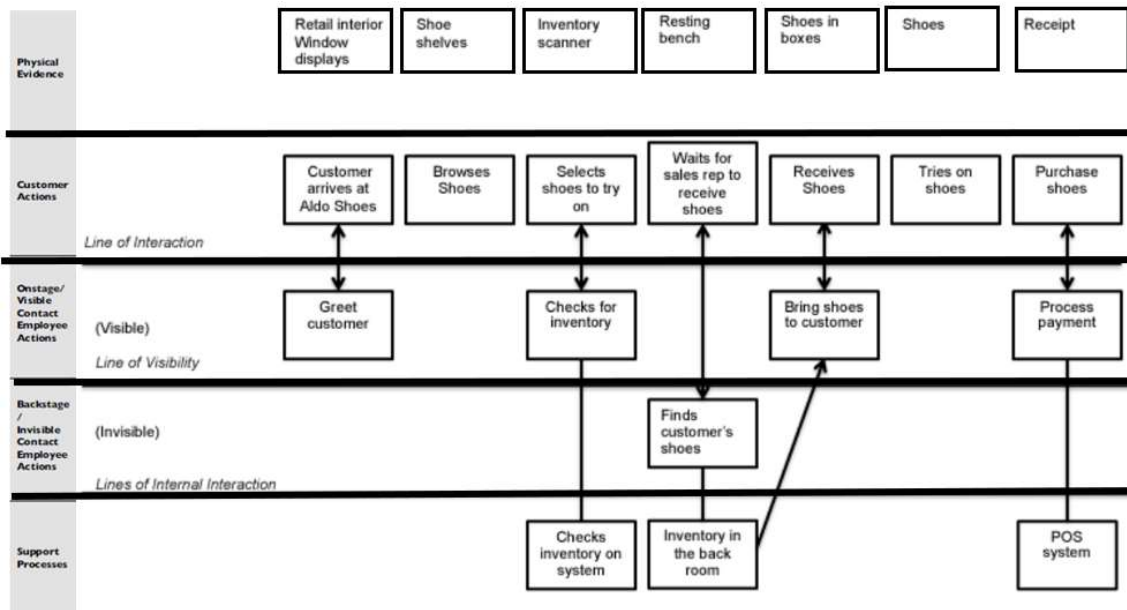 Physical
Evidence
Retail interior
Window
displays
Shoe
shelves
Inventory
scanner
Resting
bench
Shoes in
boxes
Shoes
Receipt
Customer
Actions
Customer
arrives at
Aldo Shoes
Browses
Shoes
Selects
shoes to try
on
Waits for
sales rep to
receive
shoes
Receives
Shoes
Tries on
shoes
Purchase
shoes
Line of Interaction
Onstage/
Visible
Contact
Employee
Actions
(Visible)
Greet
customer
Checks for
inventory
Bring shoes
to customer
Process
payment
Line of Visibility
Backstage
/
Invisible
Contact
Employee
Actions
(Invisible)
Finds
customer's
shoes
Lines of Internal Interaction
Support
Processes
Checks
inventory on
system
Inventory in
the back
room
POS
system